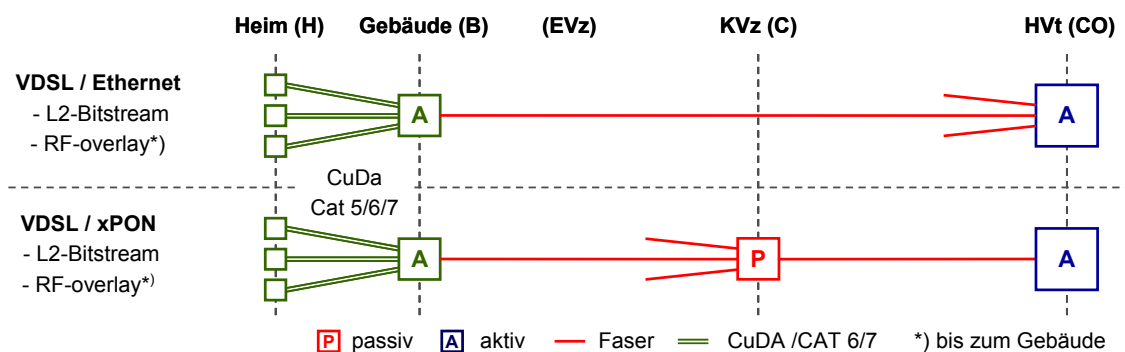 Heim (H) Gebäude (B) (EVz) KVz (C) HVt (CO)
VDSL / Ethernet
- L2-Bitstream
- RF-overlay*)
A A
CuDa
Cat 5/6/7
VDSL / xPON
- L2-Bitstream
- RF-overlay*)
A P A
P passiv A aktiv Faser CuDA /CAT 6/7 *) bis zum Gebäude